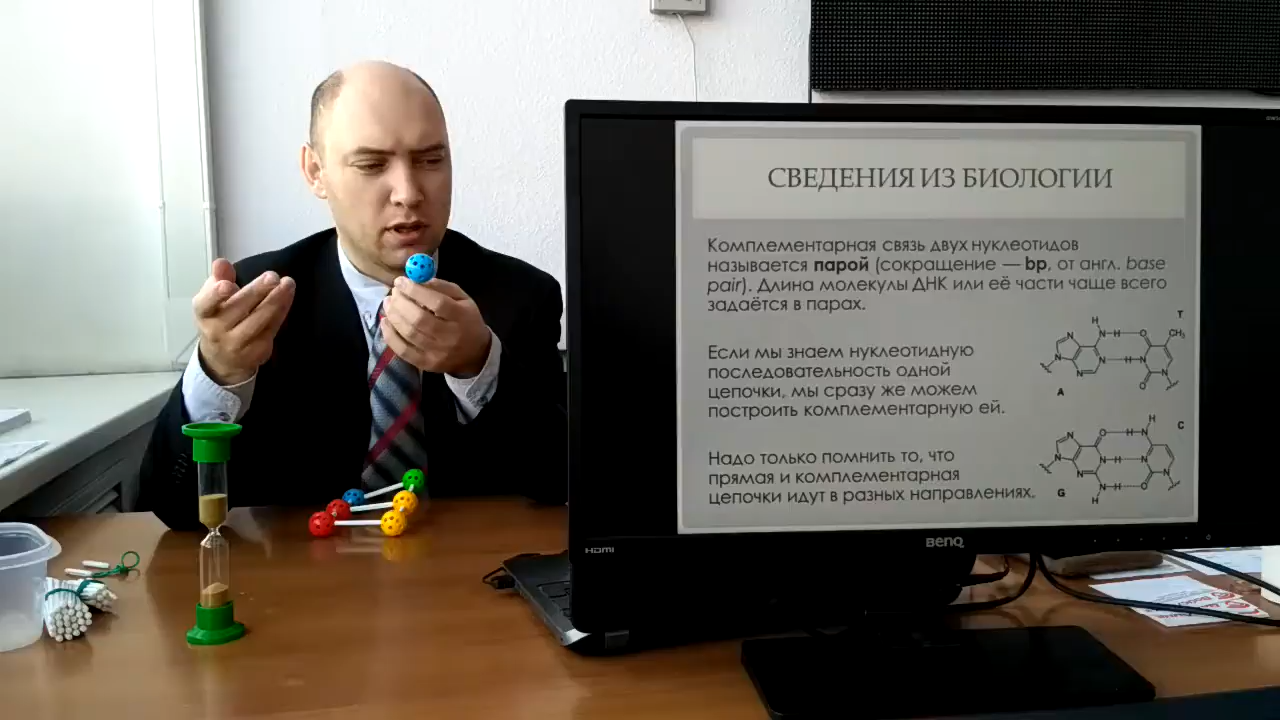 СВЕДЕНИЯ ИЗ БИОЛОГИИ
Комплементарная связь двух нуклеотидов
называется парой (сокращение — bp, от англ. base
pair). Длина молекулы ДНК или её части чаще всего
задаётся в парах.
Если мы знаем нуклеотидную
последовательность одной
цепочки, мы сразу же можем
построить комплементарную ей.
Надо только помнить то, что
прямая и комплементарная
цепочки идут в разных направлениях.
T
H
N
N
H
O
CH₃
N
N
N
H
N
N
O
A
H
C
N
O
H
N
N
N
H
N
N
N
H
O
G
H
HDMI
BenQ